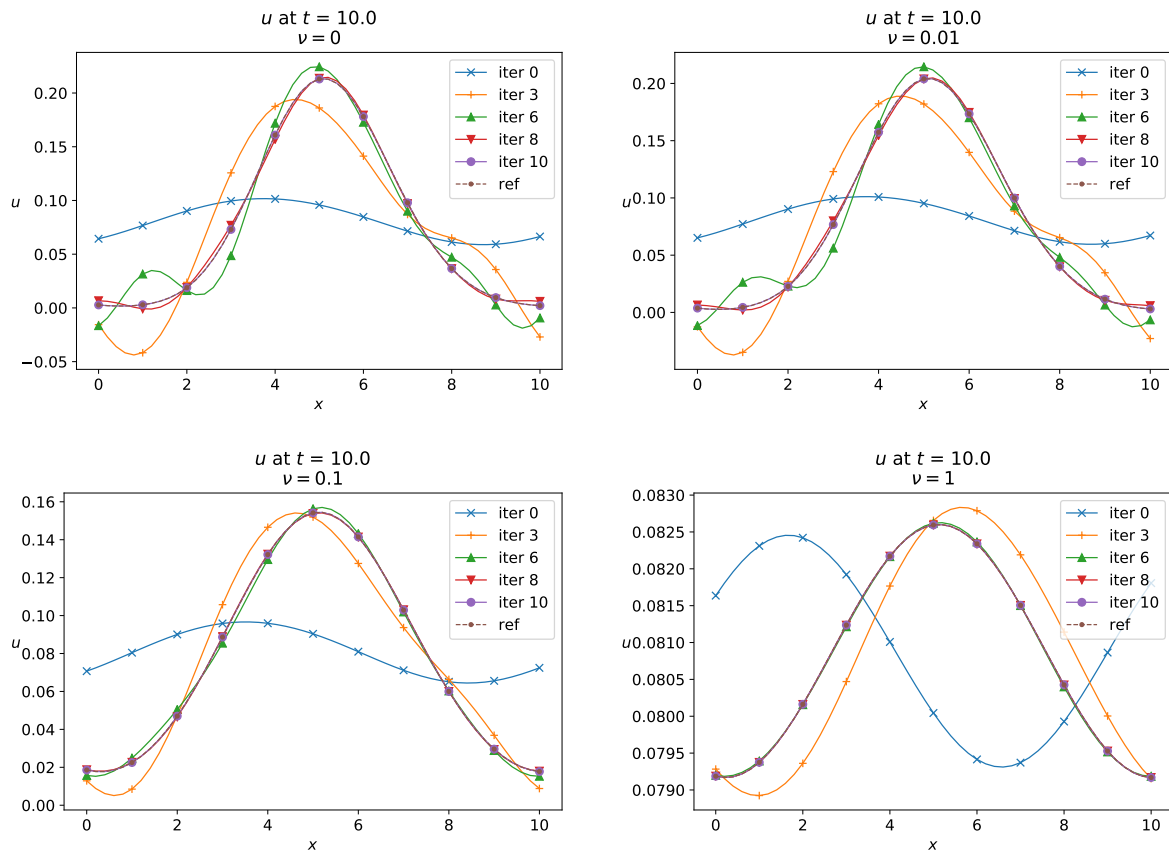 u at t = 10.0
ν = 0
0.20
0.15
0.10
0.05
0.00
−0.05
u
0 2 4 6 8 10
x
iter 0
iter 3
iter 6
iter 8
iter 10
ref
u at t = 10.0
ν = 0.01
0.20
0.15
0.10
0.05
0.00
u
0 2 4 6 8 10
x
iter 0
iter 3
iter 6
iter 8
iter 10
ref
u at t = 10.0
ν = 0.1
0.16
0.14
0.12
0.10
0.08
0.06
0.04
0.02
0.00
u
0 2 4 6 8 10
x
iter 0
iter 3
iter 6
iter 8
iter 10
ref
u at t = 10.0
ν = 1
0.0830
0.0825
0.0820
0.0815
0.0810
0.0805
0.0800
0.0795
0.0790
u
0 2 4 6 8 10
x
iter 0
iter 3
iter 6
iter 8
iter 10
ref